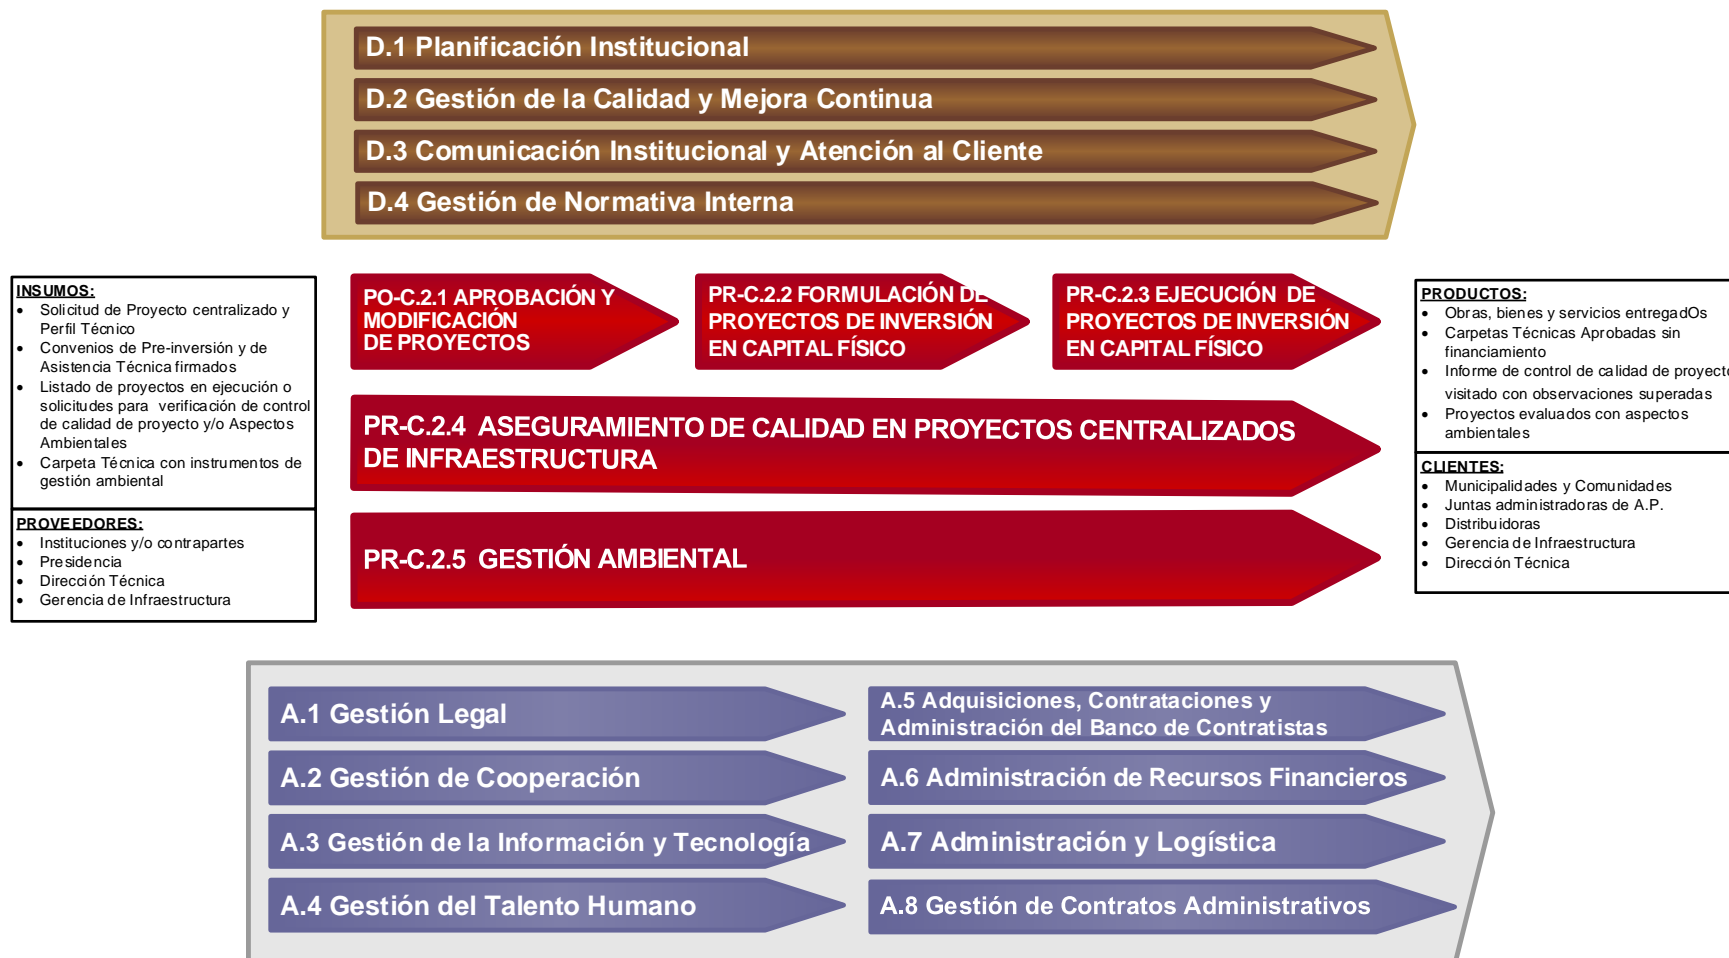 D.1 Planificación Institucional
D.2 Gestión de la Calidad y Mejora Continua
D.3 Comunicación Institucional y Atención al Cliente
D.4 Gestión de Normativa Interna
INSUMOS:
• Solicitud de Proyecto centralizado y
Perfil Técnico
• Convenios de Pre-inversión y de
Asistencia Técnica firmados
• Listado de proyectos en ejecución o
solicitudes para verificación de control
de calidad de proyecto y/o Aspectos
Ambientales
• Carpeta Técnica con instrumentos de
gestión ambiental
PROVEEDORES:
• Instituciones y/o contrapartes
• Presidencia
• Dirección Técnica
• Gerencia de Infraestructura
PO-C.2.1 APROBACIÓN Y
MODIFICACIÓN
DE PROYECTOS
PR-C.2.2 FORMULACIÓN DE
PROYECTOS DE INVERSIÓN
EN CAPITAL FÍSICO
PR-C.2.3 EJECUCIÓN DE
PROYECTOS DE INVERSIÓN
EN CAPITAL FÍSICO
PR-C.2.4 ASEGURAMIENTO DE CALIDAD EN PROYECTOS CENTRALIZADOS
DE INFRAESTRUCTURA
PR-C.2.5 GESTIÓN AMBIENTAL
PRODUCTOS:
• Obras, bienes y servicios entregadOs
• Carpetas Técnicas Aprobadas sin
financiamiento
• Informe de control de calidad de proyecto
visitado con observaciones superadas
• Proyectos evaluados con aspectos
ambientales
CLIENTES:
• Municipalidades y Comunidades
• Juntas administradoras de A.P.
• Distribuidoras
• Gerencia de Infraestructura
• Dirección Técnica
A.1 Gestión Legal
A.2 Gestión de Cooperación
A.3 Gestión de la Información y Tecnología
A.4 Gestión del Talento Humano
A.5 Adquisiciones, Contrataciones y
Administración del Banco de Contratistas
A.6 Administración de Recursos Financieros
A.7 Administración y Logística
A.8 Gestión de Contratos Administrativos